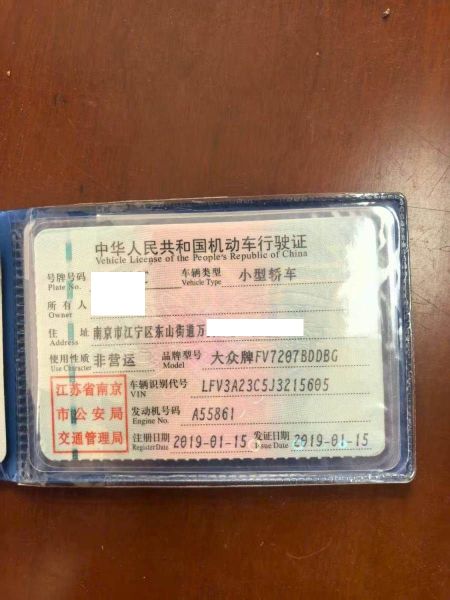 中华人民共和国机动车行驶证
Vehicle License of the People's Republic of China
号牌号码 车辆类型 小型轿车
Plate No. Vehicle Type
所有人
Owner
住址 南京市江宁区东山街道万
Address
使用性质 非营运 品牌型号 大众牌FV7207BDDBG
Use Character Model
江苏省南京市公安局交通管理局
车辆识别代号 LFV3A23C5J3215605
VIN
发动机号码 A55861
Engine No.
注册日期 2019-01-15 发证日期 2019-01-15
Register Date Issue Date